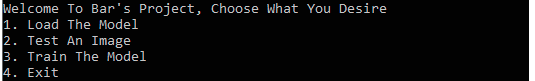 Welcome To Bar's Project, Choose What You Desire
1. Load The Model
2. Test An Image
3. Train The Model
4. Exit